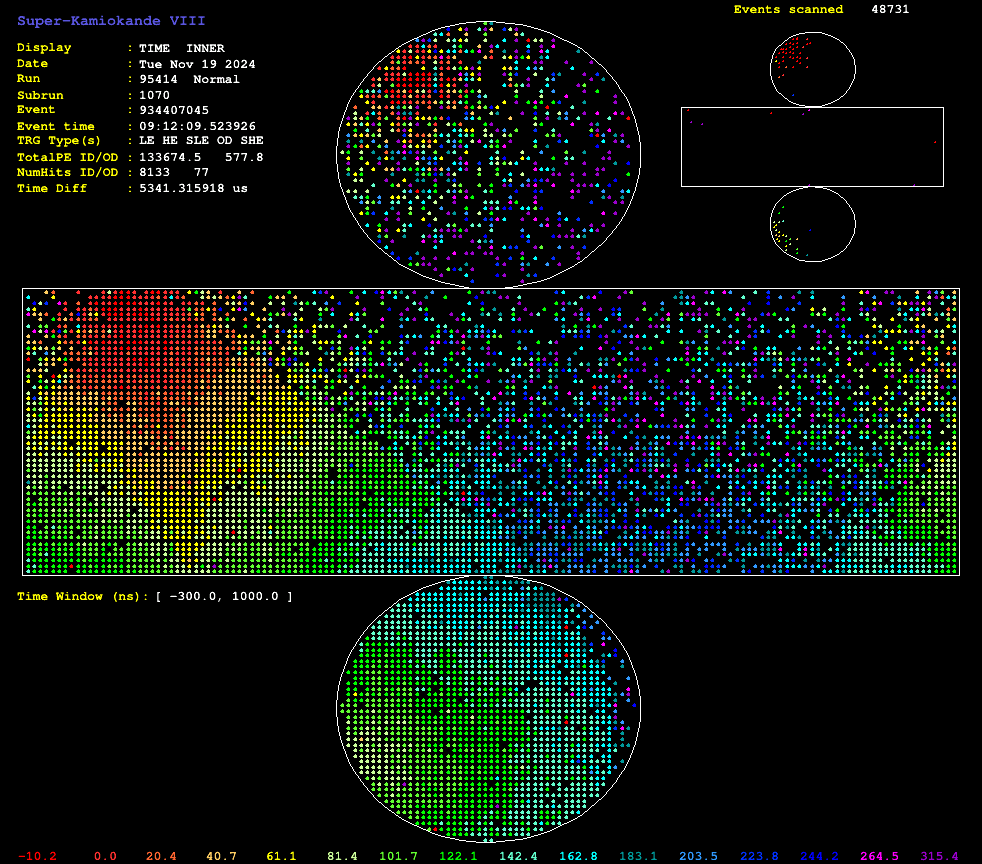 Super-Kamiokande VIII
Events scanned 48731
Display : TIME INNER
Date : Tue Nov 19 2024
Run : 95414 Normal
Subrun : 1070
Event : 934407045
Event time : 09:12:09.523926
TRG Type(s) : LE HE SLE OD SHE
TotalPE ID/OD : 133674.5 577.8
NumHits ID/OD : 8133 77
Time Diff : 5341.315918 us
Time Window (ns): [ -300.0, 1000.0 ]
-10.2 0.0 20.4 40.7 61.1 81.4 101.7 122.1 142.4 162.8 183.1 203.5 223.8 244.2 264.5 315.4